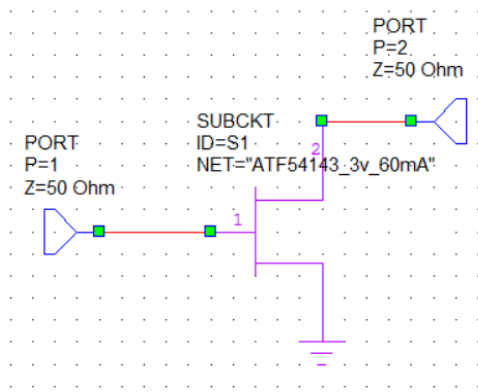 PORT
P=2
Z=50 Ohm
SUBCKT
ID=S1
NET="ATF54143_3v_60mA"
2
PORT
P=1
Z=50 Ohm
1